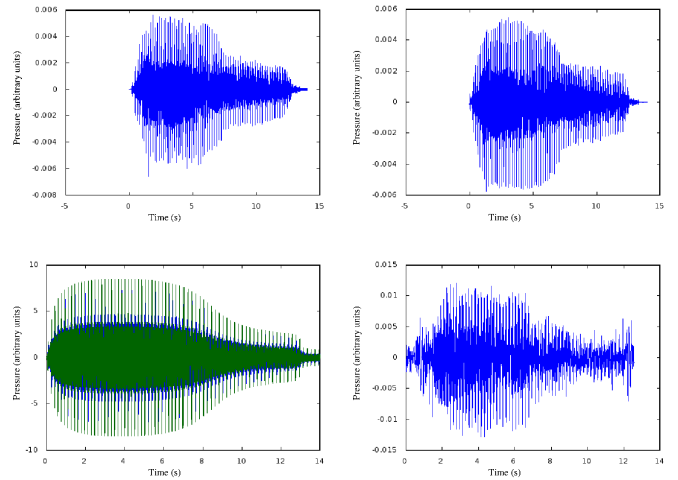 0.006
0.004
0.002
0
-0.002
-0.004
-0.006
-0.008
-5 0 5 10 15
Pressure (arbitrary units)
Time (s)
0.006
0.004
0.002
0
-0.002
-0.004
-0.006
-5 0 5 10 15
Pressure (arbitrary units)
Time (s)
10
5
0
-5
-10
0 2 4 6 8 10 12 14
Pressure (arbitrary units)
Time (s)
0.015
0.01
0.005
0
-0.005
-0.01
-0.015
0 2 4 6 8 10 12 14
Pressure (arbitrary units)
Time (s)